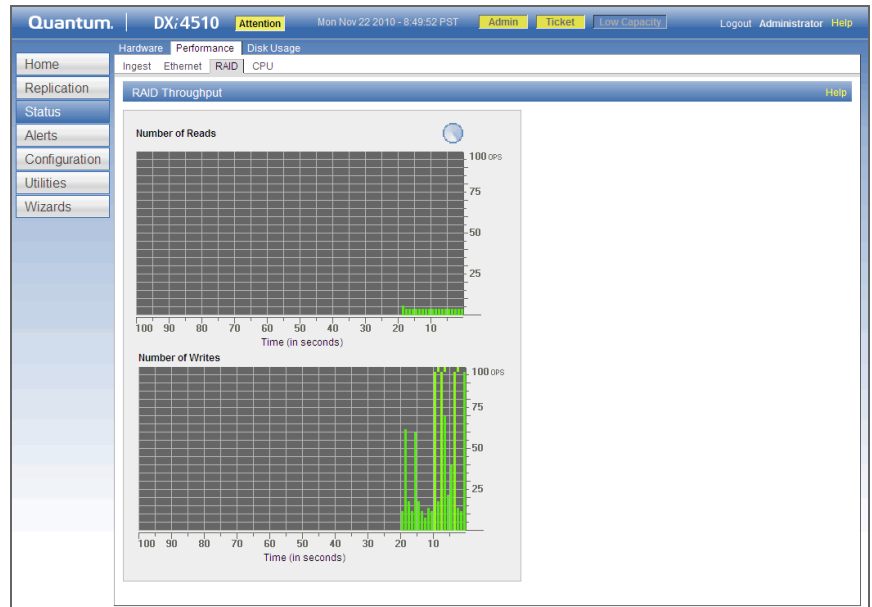 Quantum. DXi4510 Attention Mon Nov 22 2010 - 8:49:52 PST Admin Ticket Low Capacity Logout Administrator Help
Hardware Performance Disk Usage
Home
Ingest Ethernet RAID CPU
Replication
RAID Throughput Help
Status
Alerts
Configuration
Utilities
Wizards
Number of Reads
100 OPS
75
50
25
100 90 80 70 60 50 40 30 20 10
Time (in seconds)
Number of Writes
100 OPS
75
50
25
100 90 80 70 60 50 40 30 20 10
Time (in seconds)